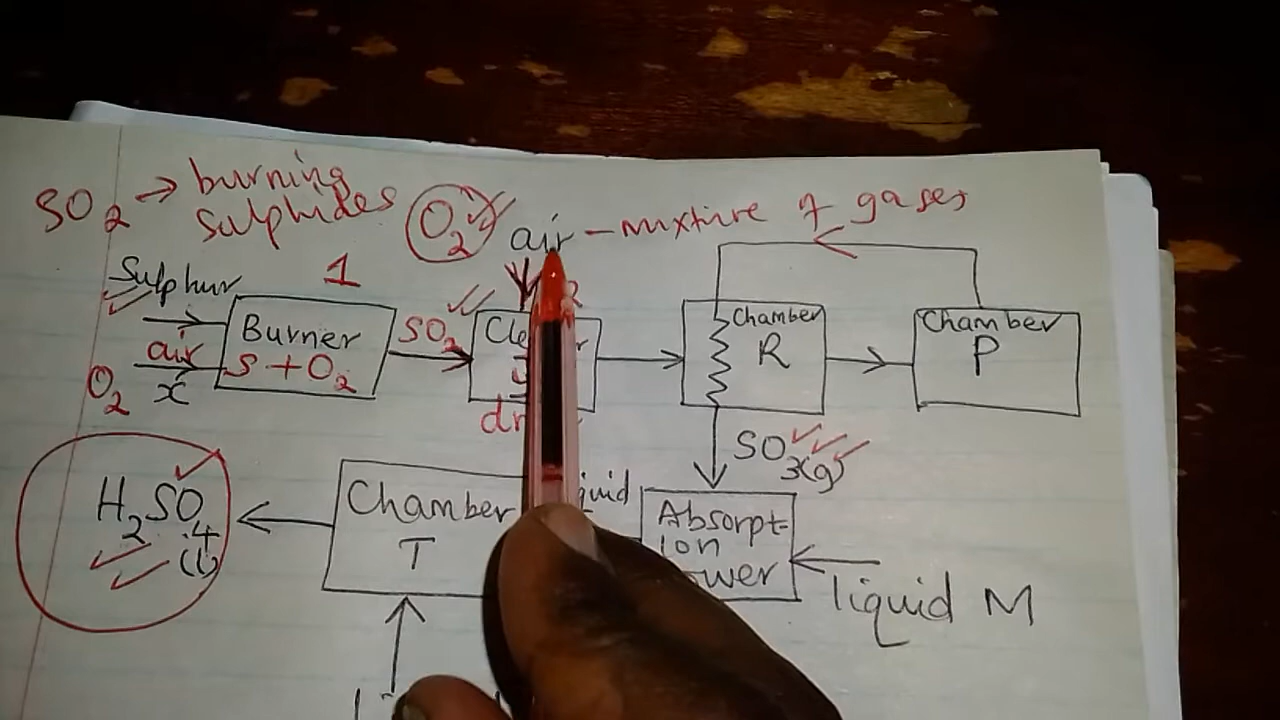 SO2 → burning
sulphides
O2
air – mixture of gases
Sulphur
1
2
air
O2
x
Burner
S + O2
SO2
Chamber
R
Chamber
P
SO3(g)
H2SO4
(l)
Chamber
T
Absorpt-
ion
liquid M